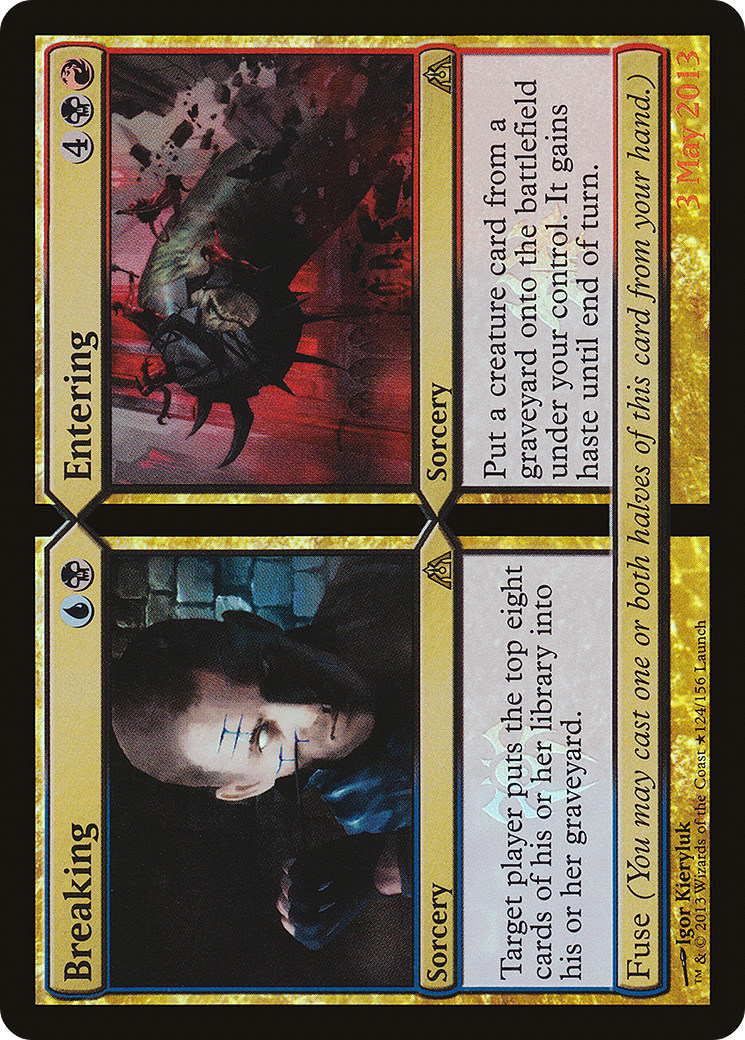 Breaking
Sorcery
Target player puts the top eight
cards of his or her library into
his or her graveyard.
Entering
4
Sorcery
Put a creature card from a
graveyard onto the battlefield
under your control. It gains
haste until end of turn.
Fuse (You may cast one or both halves of this card from your hand.)
Igor Kieryluk
™ & © 2013 Wizards of the Coast ★124/156 Launch
3 May 2013